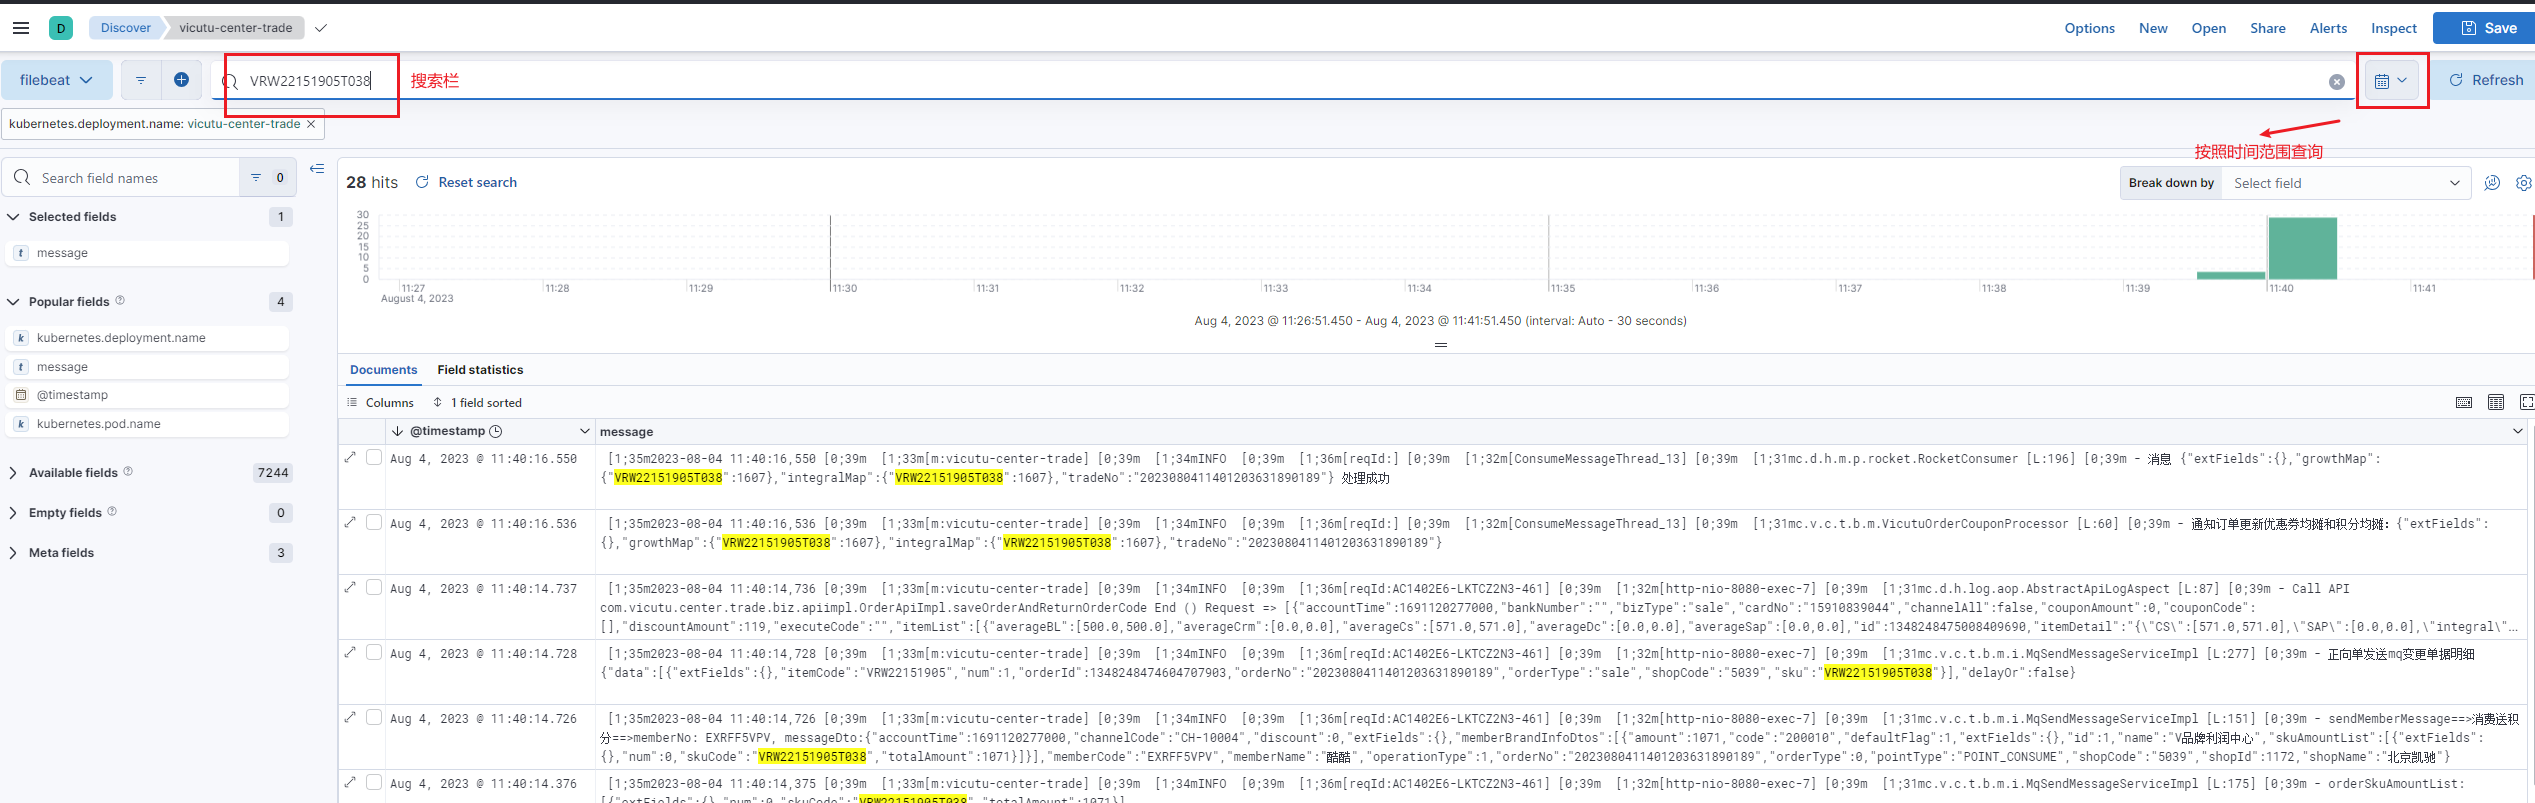 D Discover vicutu-center-trade Options New Open Share Alerts Inspect Save
filebeat VRW22151905T038 搜索栏 Refresh
kubernetes.deployment.name: vicutu-center-trade ×
按照时间范围查询
Search field names 0
28 hits Reset search Break down by Select field
Selected fields 1
t message
Popular fields 4
k kubernetes.deployment.name
t message
@timestamp
k kubernetes.pod.name
Available fields 7244
Empty fields 0
Meta fields 3
30
25
20
15
10
5
0
11:27 11:28 11:29 11:30 11:31 11:32 11:33 11:34 11:35 11:36 11:37 11:38 11:39 11:40 11:41
August 4, 2023
Aug 4, 2023 @ 11:26:51.450 - Aug 4, 2023 @ 11:41:51.450 (interval: Auto - 30 seconds)
Documents Field statistics
Columns 1 field sorted
@timestamp message
Aug 4, 2023 @ 11:40:16.550 [1;35m2023-08-04 11:40:16,550 [0;39m [1;33m[m:vicutu-center-trade] [0;39m [1;34mINFO [0;39m [1;36m[reqId:] [0;39m [1;32m[ConsumeMessageThread_13] [0;39m [1;31mc.d.h.m.p.rocket.RocketConsumer [L:196] [0;39m - 消息 {"extFields":{},"growthMap":
{"VRW22151905T038":1607},"integralMap":{"VRW22151905T038":1607},"tradeNo":"2023080411401203631890189"} 处理成功
Aug 4, 2023 @ 11:40:16.536 [1;35m2023-08-04 11:40:16,536 [0;39m [1;33m[m:vicutu-center-trade] [0;39m [1;34mINFO [0;39m [1;36m[reqId:] [0;39m [1;32m[ConsumeMessageThread_13] [0;39m [1;31mc.v.c.t.b.m.VicutuOrderCouponProcessor [L:60] [0;39m - 通知订单更新优惠券均摊和积分均摊: {"extFields":
{},"growthMap":{"VRW22151905T038":1607},"integralMap":{"VRW22151905T038":1607},"tradeNo":"2023080411401203631890189"}
Aug 4, 2023 @ 11:40:14.737 [1;35m2023-08-04 11:40:14,736 [0;39m [1;33m[m:vicutu-center-trade] [0;39m [1;34mINFO [0;39m [1;36m[reqId:AC1402E6-LKTCZ2N3-461] [0;39m [1;32m[http-nio-8080-exec-7] [0;39m [1;31mc.d.h.log.aop.AbstractApiLogAspect [L:87] [0;39m - Call API
com.vicutu.center.trade.biz.apiimpl.OrderApiImpl.saveOrderAndReturnOrderCode End () Request => [{"accountTime":1691120277000,"bankNumber":"","bizType":"sale","cardNo":"15910839044","channelAll":false,"couponAmount":0,"couponCode":
[],"discountAmount":119,"executeCode":"","itemList":[{"averageBL":[500.0,500.0],"averageCrm":[0.0,0.0],"averageCs":[571.0,571.0],"averageDc":[0.0,0.0],"averageSap":[0.0,0.0],"id":1348248475008409690,"itemDetail":"{\"CS\":[571.0,571.0],\"SAP\":[0.0,0.0],\"integral\"…
Aug 4, 2023 @ 11:40:14.728 [1;35m2023-08-04 11:40:14,728 [0;39m [1;33m[m:vicutu-center-trade] [0;39m [1;34mINFO [0;39m [1;36m[reqId:AC1402E6-LKTCZ2N3-461] [0;39m [1;32m[http-nio-8080-exec-7] [0;39m [1;31mc.v.c.t.b.m.i.MqSendMessageServiceImpl [L:277] [0;39m - 正向单发送mq变更单据明细
{"data":[{"extFields":{},"itemCode":"VRW22151905","num":1,"orderId":1348248474604707903,"orderNo":"2023080411401203631890189","orderType":"sale","shopCode":"5039","sku":"VRW22151905T038"}],"delayOr":false}
Aug 4, 2023 @ 11:40:14.726 [1;35m2023-08-04 11:40:14,726 [0;39m [1;33m[m:vicutu-center-trade] [0;39m [1;34mINFO [0;39m [1;36m[reqId:AC1402E6-LKTCZ2N3-461] [0;39m [1;32m[http-nio-8080-exec-7] [0;39m [1;31mc.v.c.t.b.m.i.MqSendMessageServiceImpl [L:151] [0;39m - sendMemberMessage==>消费送积
分==>memberNo: EXRFF5VPV, messageDto:{"accountTime":1691120277000,"channelCode":"CH-10004","discount":0,"extFields":{},"memberBrandInfoDtos":[{"amount":1071,"code":"200010","defaultFlag":1,"extFields":{},"id":1,"name":"V品牌利润中心","skuAmountList":[{"extFields":
{},"num":0,"skuCode":"VRW22151905T038","totalAmount":1071}]}],"memberCode":"EXRFF5VPV","memberName":"酷酷","operationType":1,"orderNo":"2023080411401203631890189","orderType":0,"pointType":"POINT_CONSUME","shopCode":"5039","shopId":1172,"shopName":"北京凯驰"}
Aug 4, 2023 @ 11:40:14.376 [1;35m2023-08-04 11:40:14,375 [0;39m [1;33m[m:vicutu-center-trade] [0;39m [1;34mINFO [0;39m [1;36m[reqId:AC1402E6-LKTCZ2N3-461] [0;39m [1;32m[http-nio-8080-exec-7] [0;39m [1;31mc.v.c.t.b.m.i.MqSendMessageServiceImpl [L:175] [0;39m - orderSkuAmountList:
[{"extFields":{},"num":0,"skuCode":"VRW22151905T038","totalAmount":1071}]